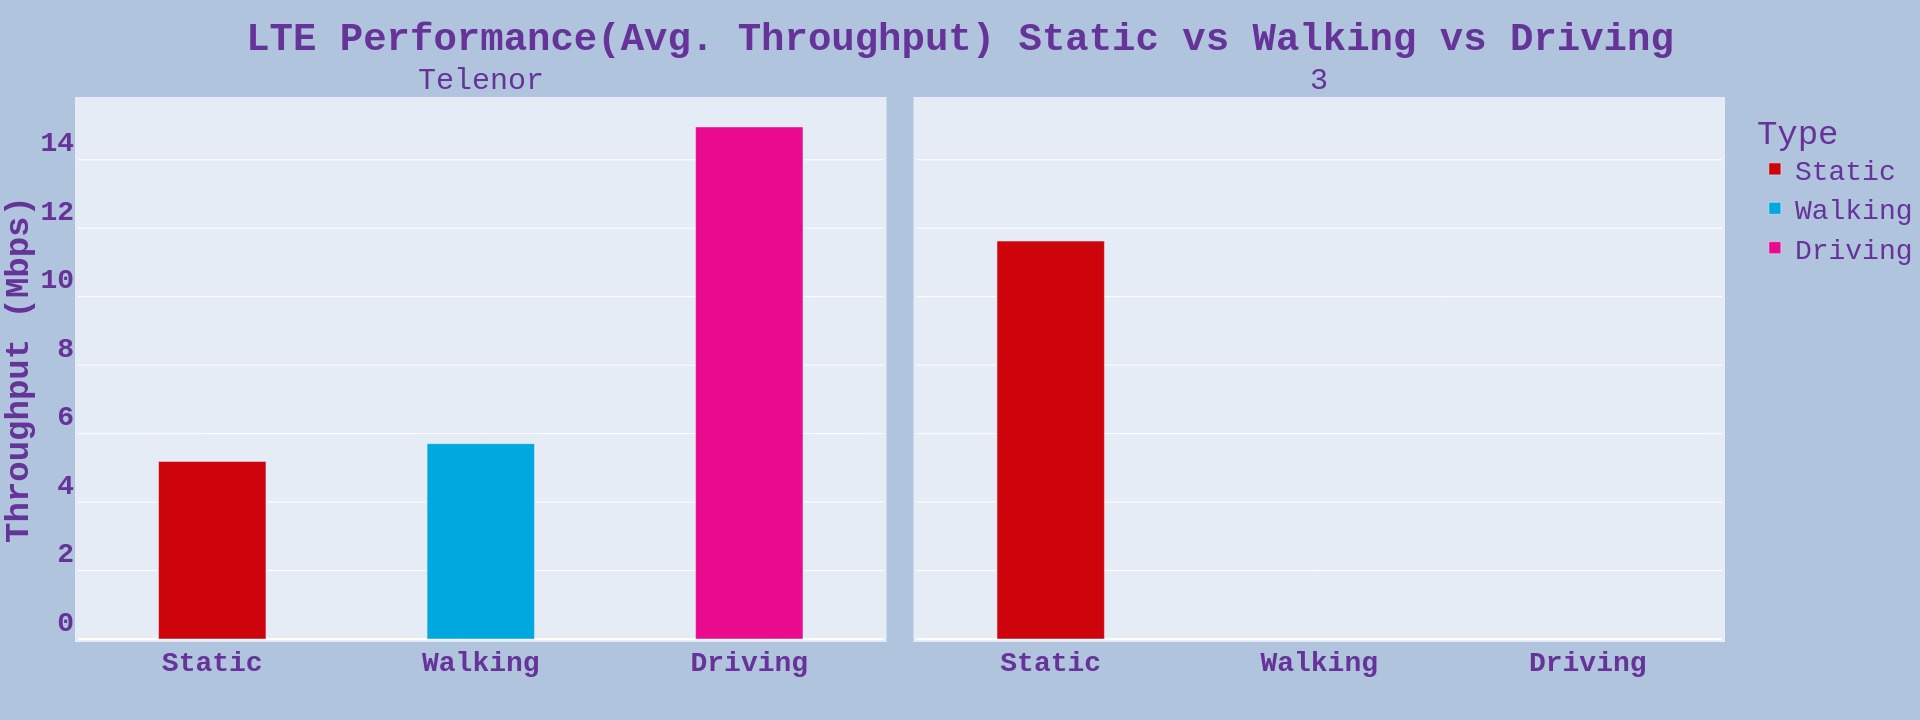 LTE Performance(Avg. Throughput) Static vs Walking vs Driving
Telenor
3
Throughput (Mbps)
14
12
10
8
6
4
2
0
Static
Walking
Driving
Static
Walking
Driving
Type
Static
Walking
Driving